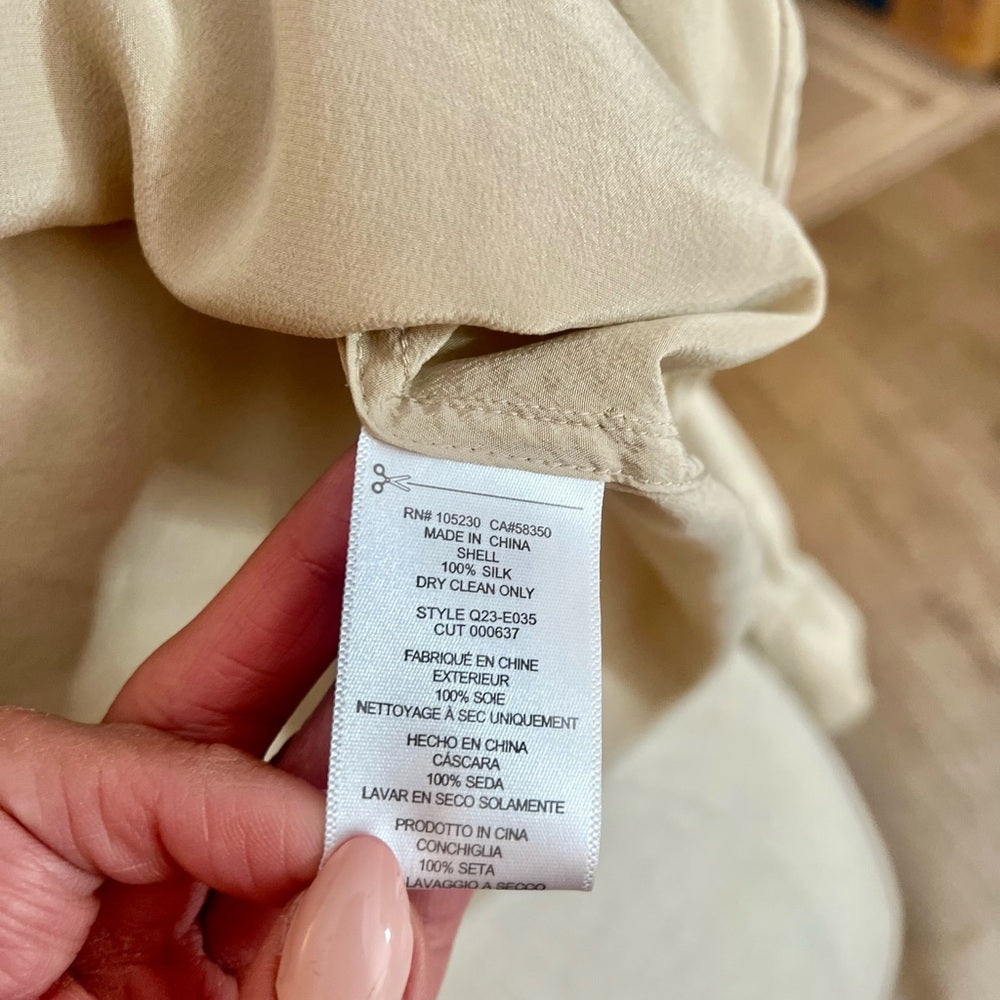 RN# 105230 CA#58350
MADE IN CHINA
SHELL
100% SILK
DRY CLEAN ONLY
STYLE Q23-E035
CUT 000637
FABRIQUÉ EN CHINE
EXTERIEUR
100% SOIE
NETTOYAGE À SEC UNIQUEMENT
HECHO EN CHINA
CÁSCARA
100% SEDA
LAVAR EN SECO SOLAMENTE
PRODOTTO IN CINA
CONCHIGLIA
100% SETA
LAVAGGIO A SECCO